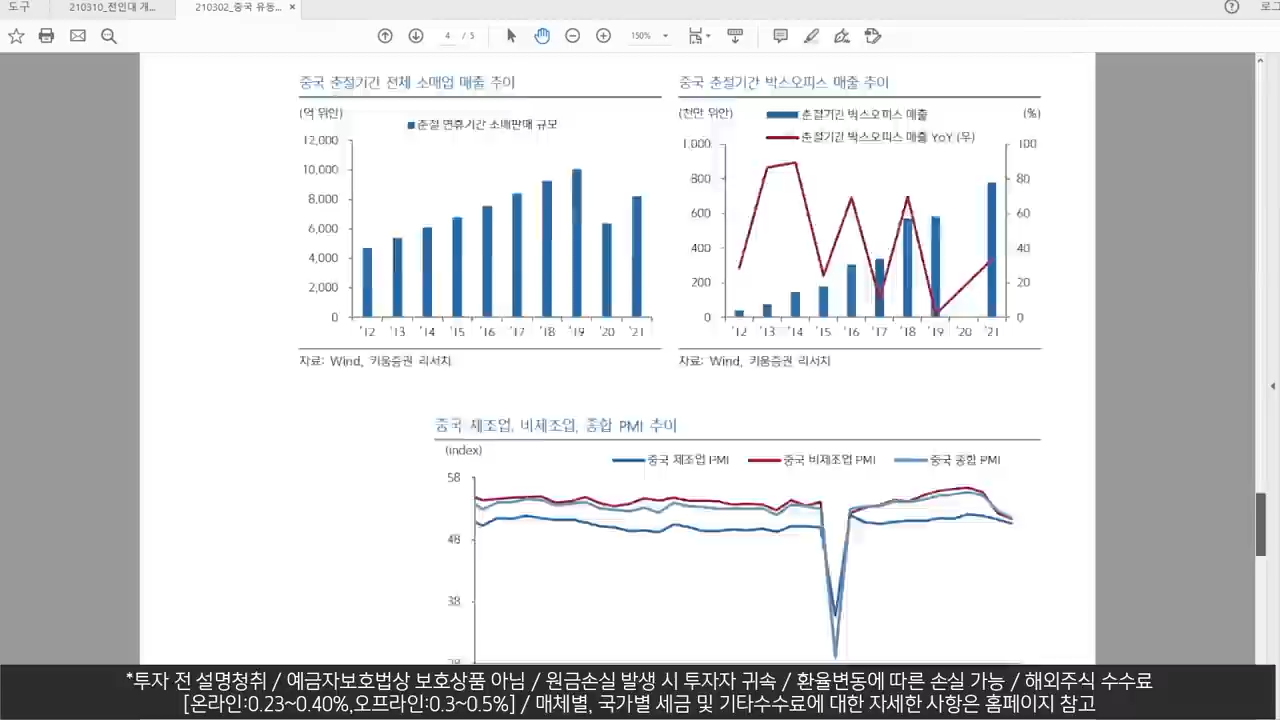 도구
210310_전인대 개...
210302_중국 유동... ×
로그
4 / 5
150%
중국 춘절기간 전체 소매업 매출 추이
(억 위안)
춘절 연휴기간 소매판매 규모
12,000
10,000
8,000
6,000
4,000
2,000
0
'12 '13 '14 '15 '16 '17 '18 '19 '20 '21
자료: Wind, 키움증권 리서치
중국 춘절기간 박스오피스 매출 추이
(천만 위안)
춘절기간 박스오피스 매출
(%)
춘절기간 박스오피스 매출 YoY (우)
1,000 100
800 80
600 60
400 40
200 20
0 0
'12 '13 '14 '15 '16 '17 '18 '19 '20 '21
자료: Wind, 키움증권 리서치
중국 제조업, 비제조업, 종합 PMI 추이
(index)
중국 제조업 PMI 중국 비제조업 PMI 중국 종합 PMI
58
48
38
28
*투자 전 설명청취 / 예금자보호법상 보호상품 아님 / 원금손실 발생 시 투자자 귀속 / 환율변동에 따른 손실 가능 / 해외주식 수수료
[온라인:0.23~0.40%,오프라인:0.3~0.5%] / 매체별, 국가별 세금 및 기타수수료에 대한 자세한 사항은 홈페이지 참고